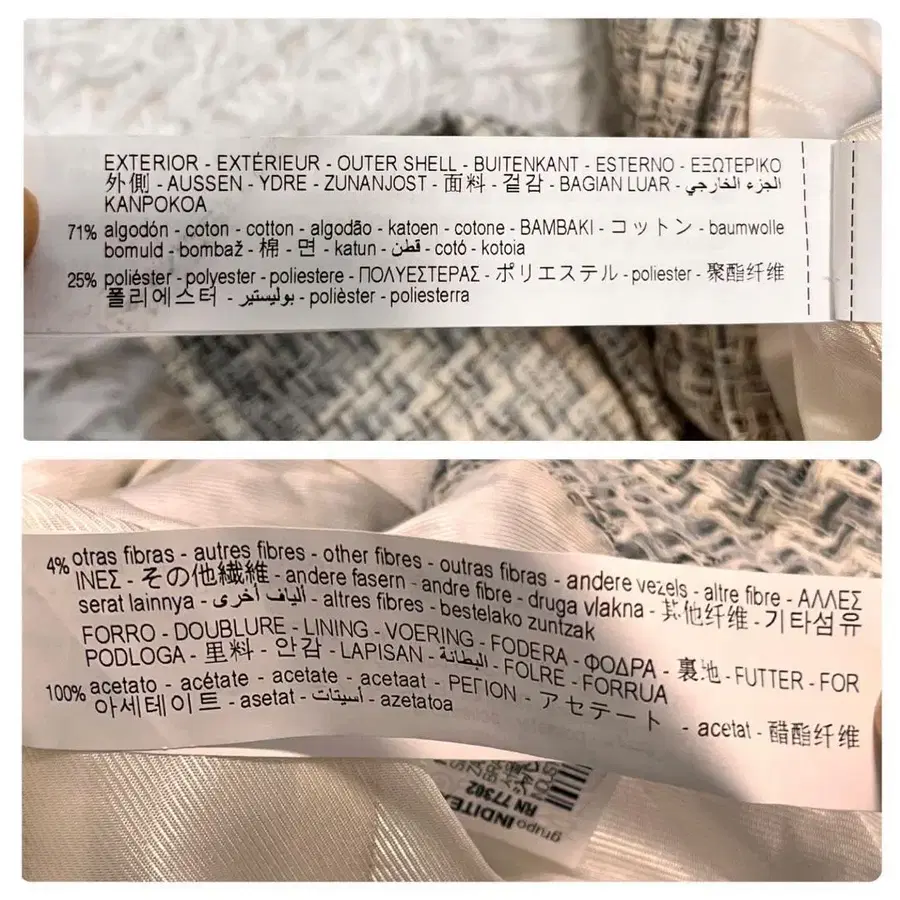 EXTERIOR - EXTÉRIEUR - OUTER SHELL - BUITENKANT - ESTERNO - ΕΞΩΤΕΡΙΚΟ
外側 - AUSSEN - YDRE - ZUNANJOST - 面料 - 겉감 - BAGIAN LUAR - الجزء الخارجي
KANPOKOA
71% algodón - coton - cotton - algodão - katoen - cotone - BAMBAKI - コットン - baumwolle
bomuld - bombaž - 棉 - 면 - katun - قطن - cotó - kotoia
25% poliéster - polyester - poliestere - ΠΟΛΥΕΣΤΕΡΑΣ - ポリエステル - poliester - 聚酯纤维
폴리에스터 - بوليستير - polièster - poliesterra
4% otras fibras - autres fibres - other fibres - outras fibras - andere vezels - altre fibre - ΑΛΛΕΣ
ΙΝΕΣ - その他繊維 - andere fasern - andre fibre - druga vlakna - 其他纤维 - 기타섬유
serat lainnya - ألياف أخرى - altres fibres - bestelako zuntzak
FORRO - DOUBLURE - LINING - VOERING - FODERA - ΦΟΔΡΑ - 裏地 - FUTTER - FOR
PODLOGA - 里料 - 안감 - LAPISAN - البطانة - FOLRE - FORRUA
100% acetato - acétate - acetate - acetaat - ΡΕΓΙΟΝ - アセテート - acetat - 醋酯纤维
아세테이트 - asetat - أسيتات - azetatoa
RN 77302
grupo INDITEX